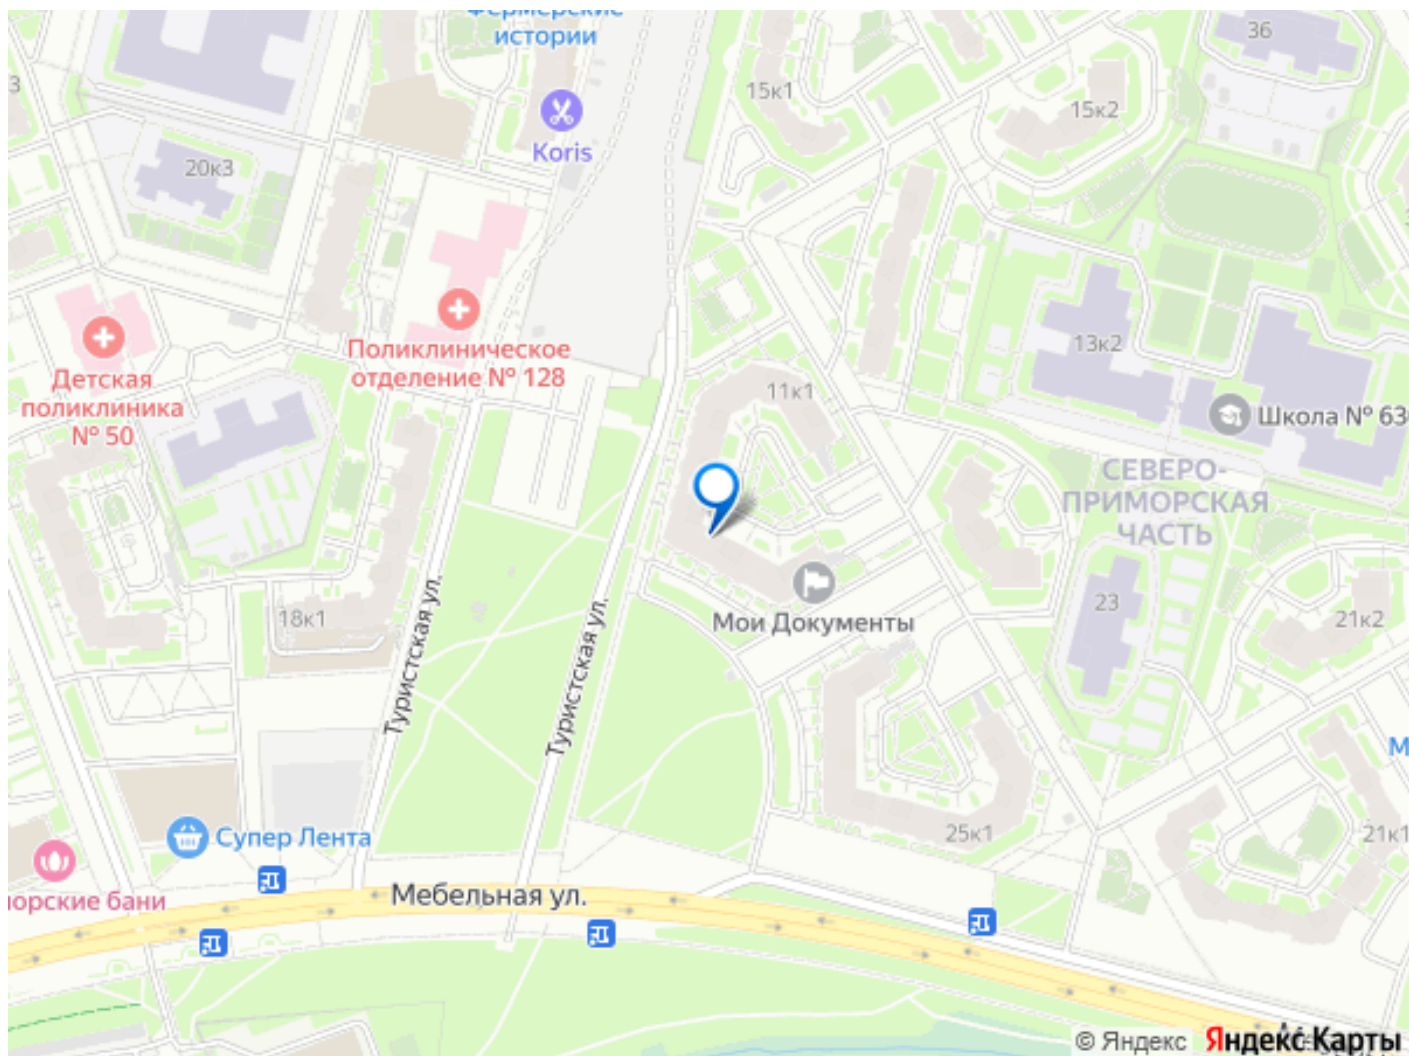 Фермерские
истории
36
15к1
15к2
Koris
20к3
Поликлиническое
отделение № 128
Детская
поликлиника
№ 50
11к1
13к2
Школа № 63
СЕВЕРО-
ПРИМОРСКАЯ
ЧАСТЬ
18к1
Туристская ул.
Туристская ул.
Мои Документы
23
21к2
25к1
21к1
М
Супер Лента
орские бани
Мебельная ул.
© Яндекс
Яндекс Карты